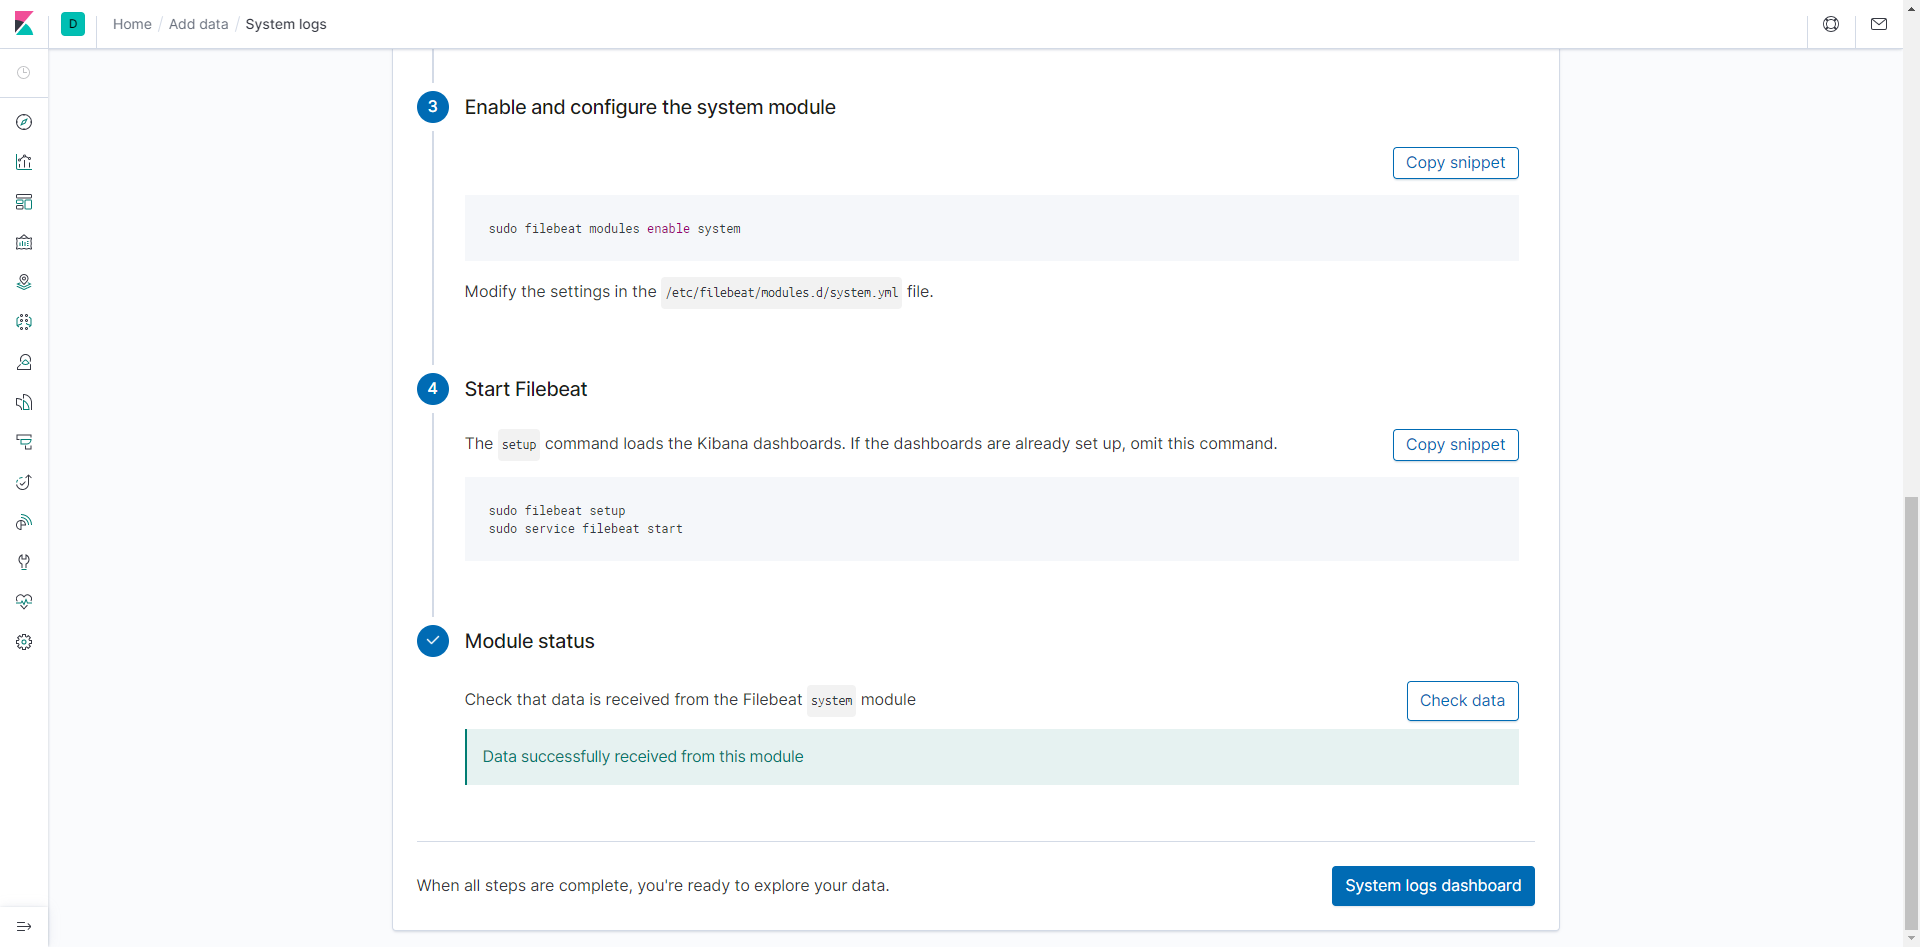 D
Home / Add data / System logs
3
Enable and configure the system module
Copy snippet
sudo filebeat modules enable system
Modify the settings in the /etc/filebeat/modules.d/system.yml file.
4
Start Filebeat
The setup command loads the Kibana dashboards. If the dashboards are already set up, omit this command.
Copy snippet
sudo filebeat setup
sudo service filebeat start
Module status
Check that data is received from the Filebeat system module
Check data
Data successfully received from this module
When all steps are complete, you're ready to explore your data.
System logs dashboard